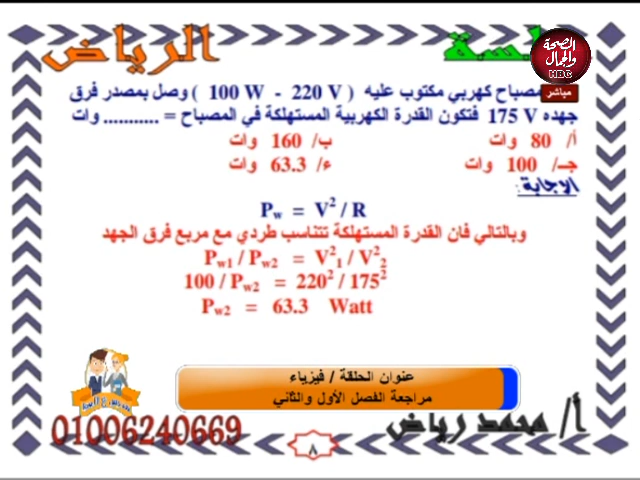 الرياض
الصحة
والجمال
HBC
مباشر
مصباح كهربي مكتوب عليه ( 100 W - 220 V ) وصل بمصدر فرق
جهده 175 V فتكون القدرة الكهربية المستهلكة في المصباح = ........... وات
أ/ 80 وات
ب/ 160 وات
جـ/ 100 وات
ء/ 63.3 وات
الاجابة :
Pw = V² / R
وبالتالي فان القدرة المستهلكة تتناسب طردي مع مربع فرق الجهد
Pw1 / Pw2 = V²1 / V²2
100 / Pw2 = 220² / 175²
Pw2 = 63.3 Watt
عنوان الحلقة / فيزياء
مراجعة الفصل الأول والثاني
أ/ محمد رياض
01006240669
٨